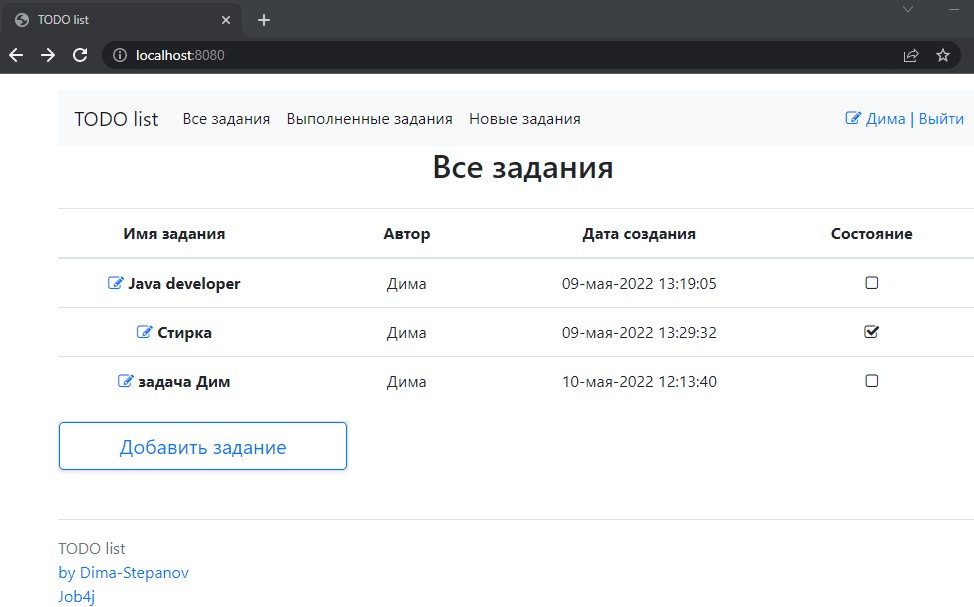 TODO list
localhost:8080
TODO list Все задания Выполненные задания Новые задания Дима | Выйти
Все задания
Имя задания Автор Дата создания Состояние
Java developer Дима 09-мая-2022 13:19:05
Стирка Дима 09-мая-2022 13:29:32
задача Дим Дима 10-мая-2022 12:13:40
Добавить задание
TODO list
by Dima-Stepanov
Job4j